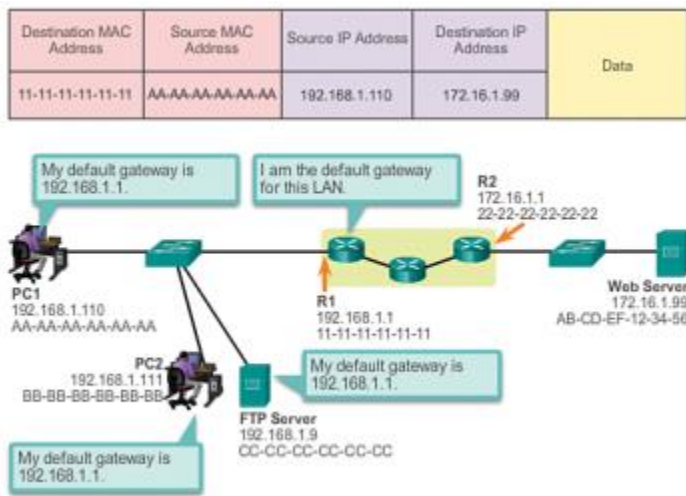 Destination MAC
Address
Source MAC
Address
Source IP Address
Destination IP
Address
Data
11-11-11-11-11-11
AA-AA-AA-AA-AA-AA
192.168.1.110
172.16.1.99
My default gateway is
192.168.1.1.
I am the default gateway
for this LAN.
R2
172.16.1.1
22-22-22-22-22-22
PC1
192.168.1.110
AA-AA-AA-AA-AA-AA
R1
192.168.1.1
11-11-11-11-11-11
Web Server
172.16.1.99
AB-CD-EF-12-34-56
PC2
192.168.1.111
BB-BB-BB-BB-BB-BB
My default gateway is
192.168.1.1.
FTP Server
192.168.1.9
CC-CC-CC-CC-CC-CC
My default gateway is
192.168.1.1.